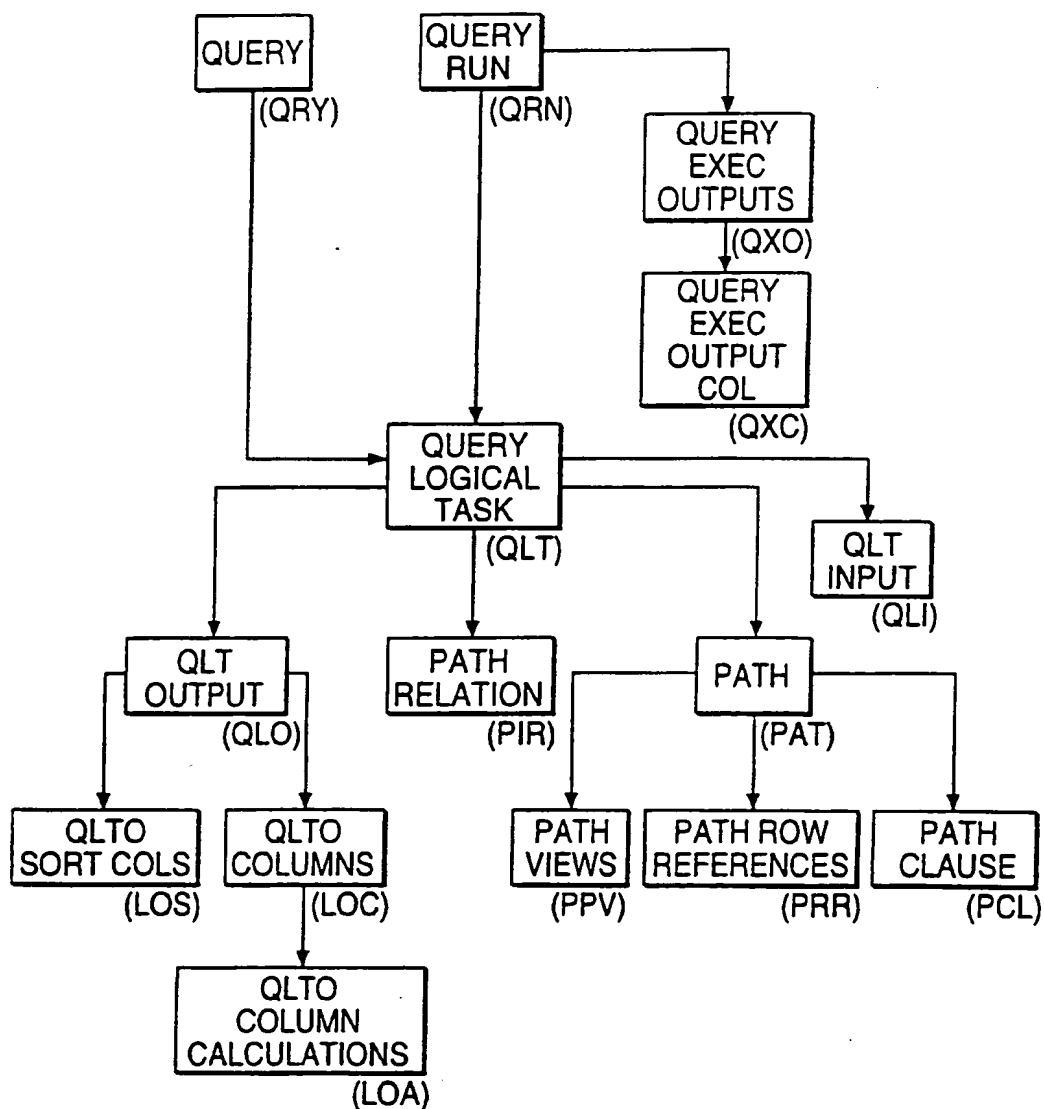 QUERY
(QRY)
QUERY
RUN
(QRN)
QUERY
EXEC
OUTPUTS
(QXO)
QUERY
EXEC
OUTPUT
COL
(QXC)
QUERY
LOGICAL
TASK
(QLT)
QLT
INPUT
(QLI)
QLT
OUTPUT
(QLO)
PATH
RELATION
(PIR)
PATH
(PAT)
QLTO
SORT COLS
(LOS)
QLTO
COLUMNS
(LOC)
PATH
VIEWS
(PPV)
PATH ROW
REFERENCES
(PRR)
PATH
CLAUSE
(PCL)
QLTO
COLUMN
CALCULATIONS
(LOA)